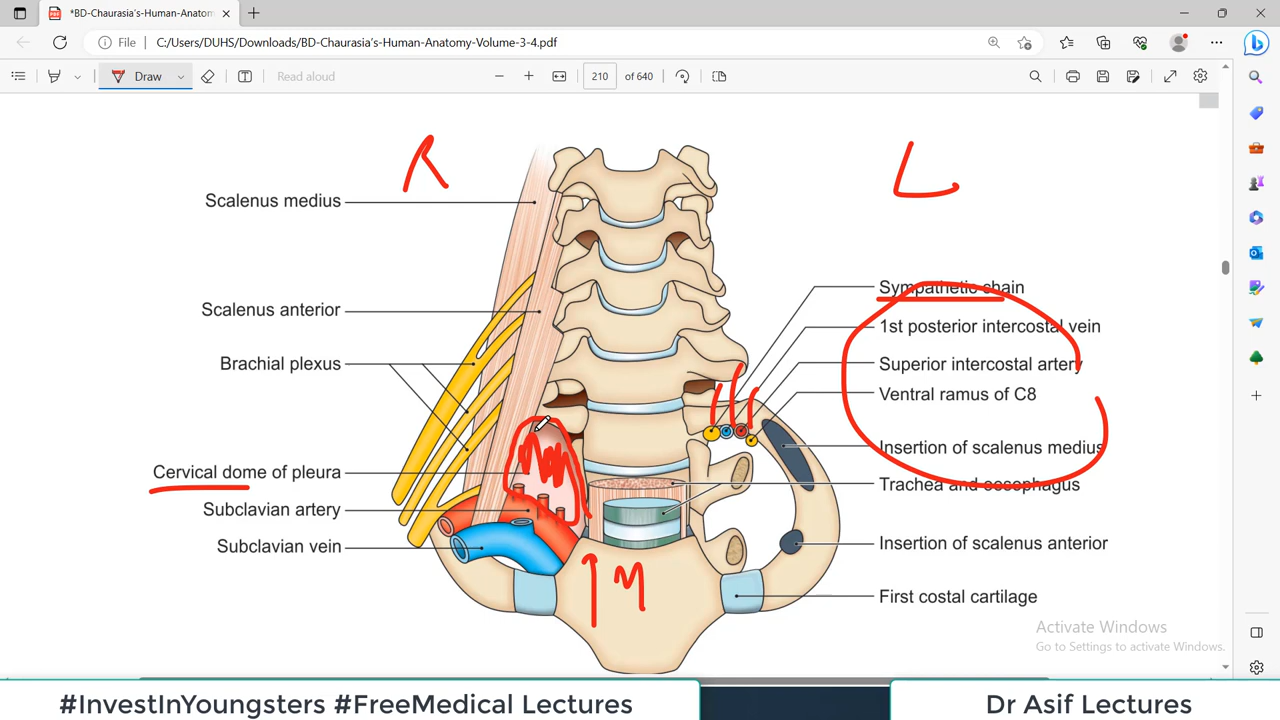 *BD-Chaurasia's-Human-Anatom
File
C:/Users/DUHS/Downloads/BD-Chaurasia's-Human-Anatomy-Volume-3-4.pdf
Draw
Read aloud
210 of 640
R
L
Scalenus medius
Scalenus anterior
Brachial plexus
Cervical dome of pleura
Subclavian artery
Subclavian vein
Sympathetic chain
1st posterior intercostal vein
Superior intercostal artery
Ventral ramus of C8
Insertion of scalenus medius
Trachea and oesophagus
Insertion of scalenus anterior
First costal cartilage
M
Activate Windows
Go to Settings to activate Windows.
#InvestInYoungsters #FreeMedical Lectures
Dr Asif Lectures